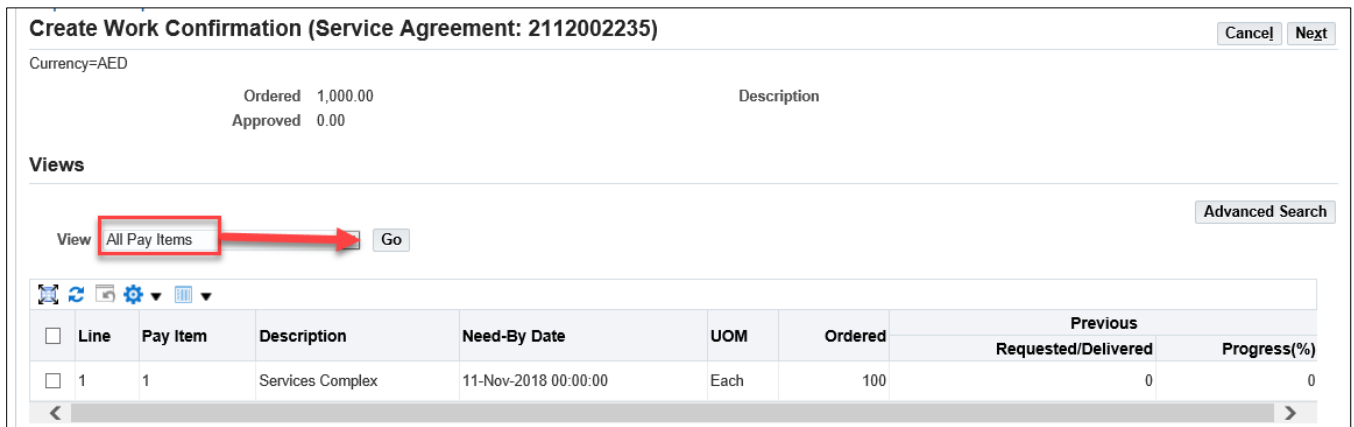 Create Work Confirmation (Service Agreement: 2112002235)
Cancel Next
Currency=AED
Ordered 1,000.00 Description
Approved 0.00
Views
Advanced Search
View All Pay Items Go
Previous
Line Pay Item Description Need-By Date UOM Ordered
Requested/Delivered Progress(%)
1 1 Services Complex 11-Nov-2018 00:00:00 Each 100 0 0